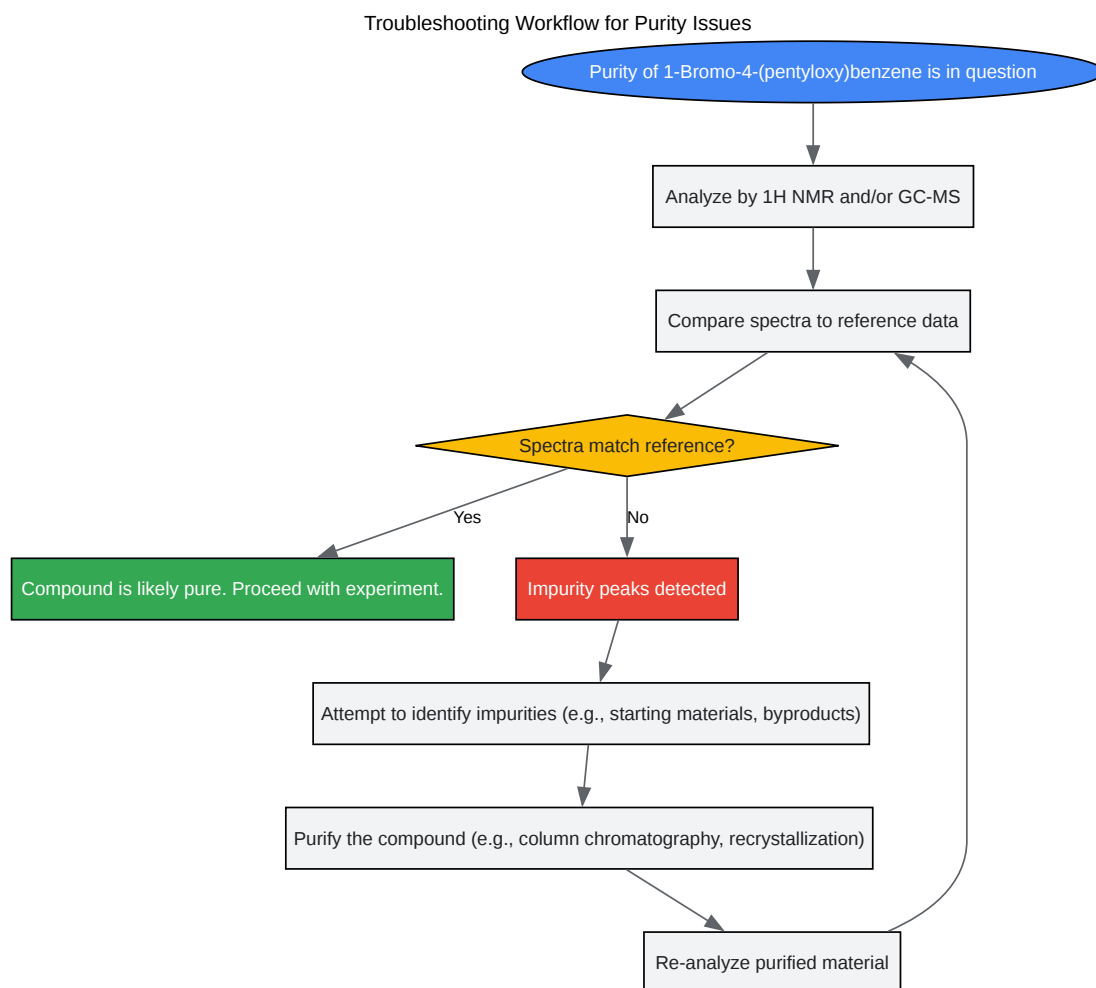 Troubleshooting Workflow for Purity Issues
Purity of 1-Bromo-4-(pentyloxy)benzene is in question
Analyze by 1H NMR and/or GC-MS
Compare spectra to reference data
Spectra match reference?
Yes
No
Compound is likely pure. Proceed with experiment.
Impurity peaks detected
Attempt to identify impurities (e.g., starting materials, byproducts)
Purify the compound (e.g., column chromatography, recrystallization)
Re-analyze purified material